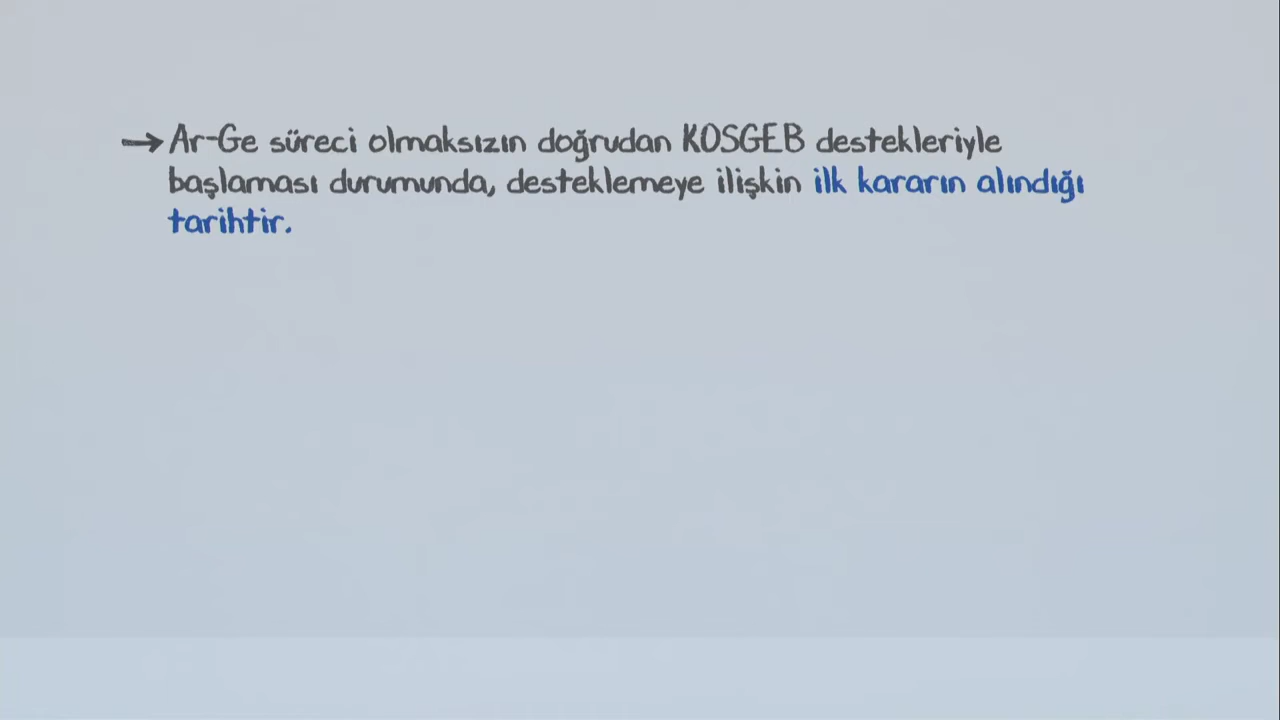 → Ar-Ge süreci olmaksızın doğrudan KOSGEB destekleriyle
başlaması durumunda, desteklemeye ilişkin ilk kararın alındığı
tarihtir.